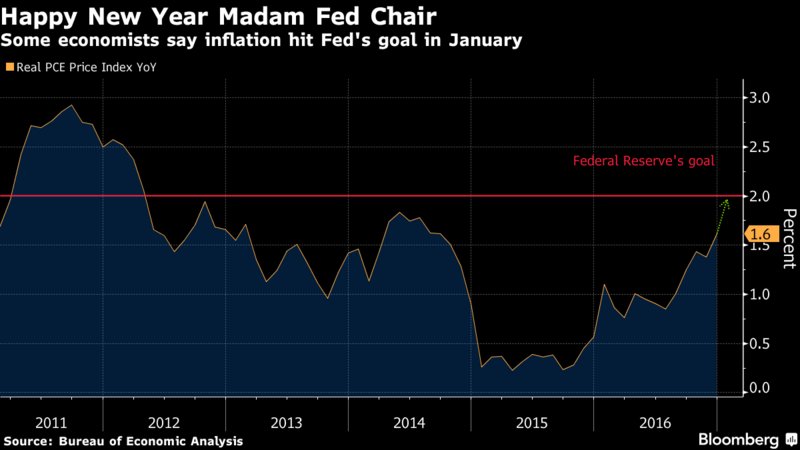 Happy New Year Madam Fed Chair
Some economists say inflation hit Fed's goal in January
Real PCE Price Index YoY
3.0
Federal Reserve's goal
2.5
2.0
1.6
1.5
1.0
0.5
0.0
Percent
2011 2012 2013 2014 2015 2016
Source: Bureau of Economic Analysis
Bloomberg